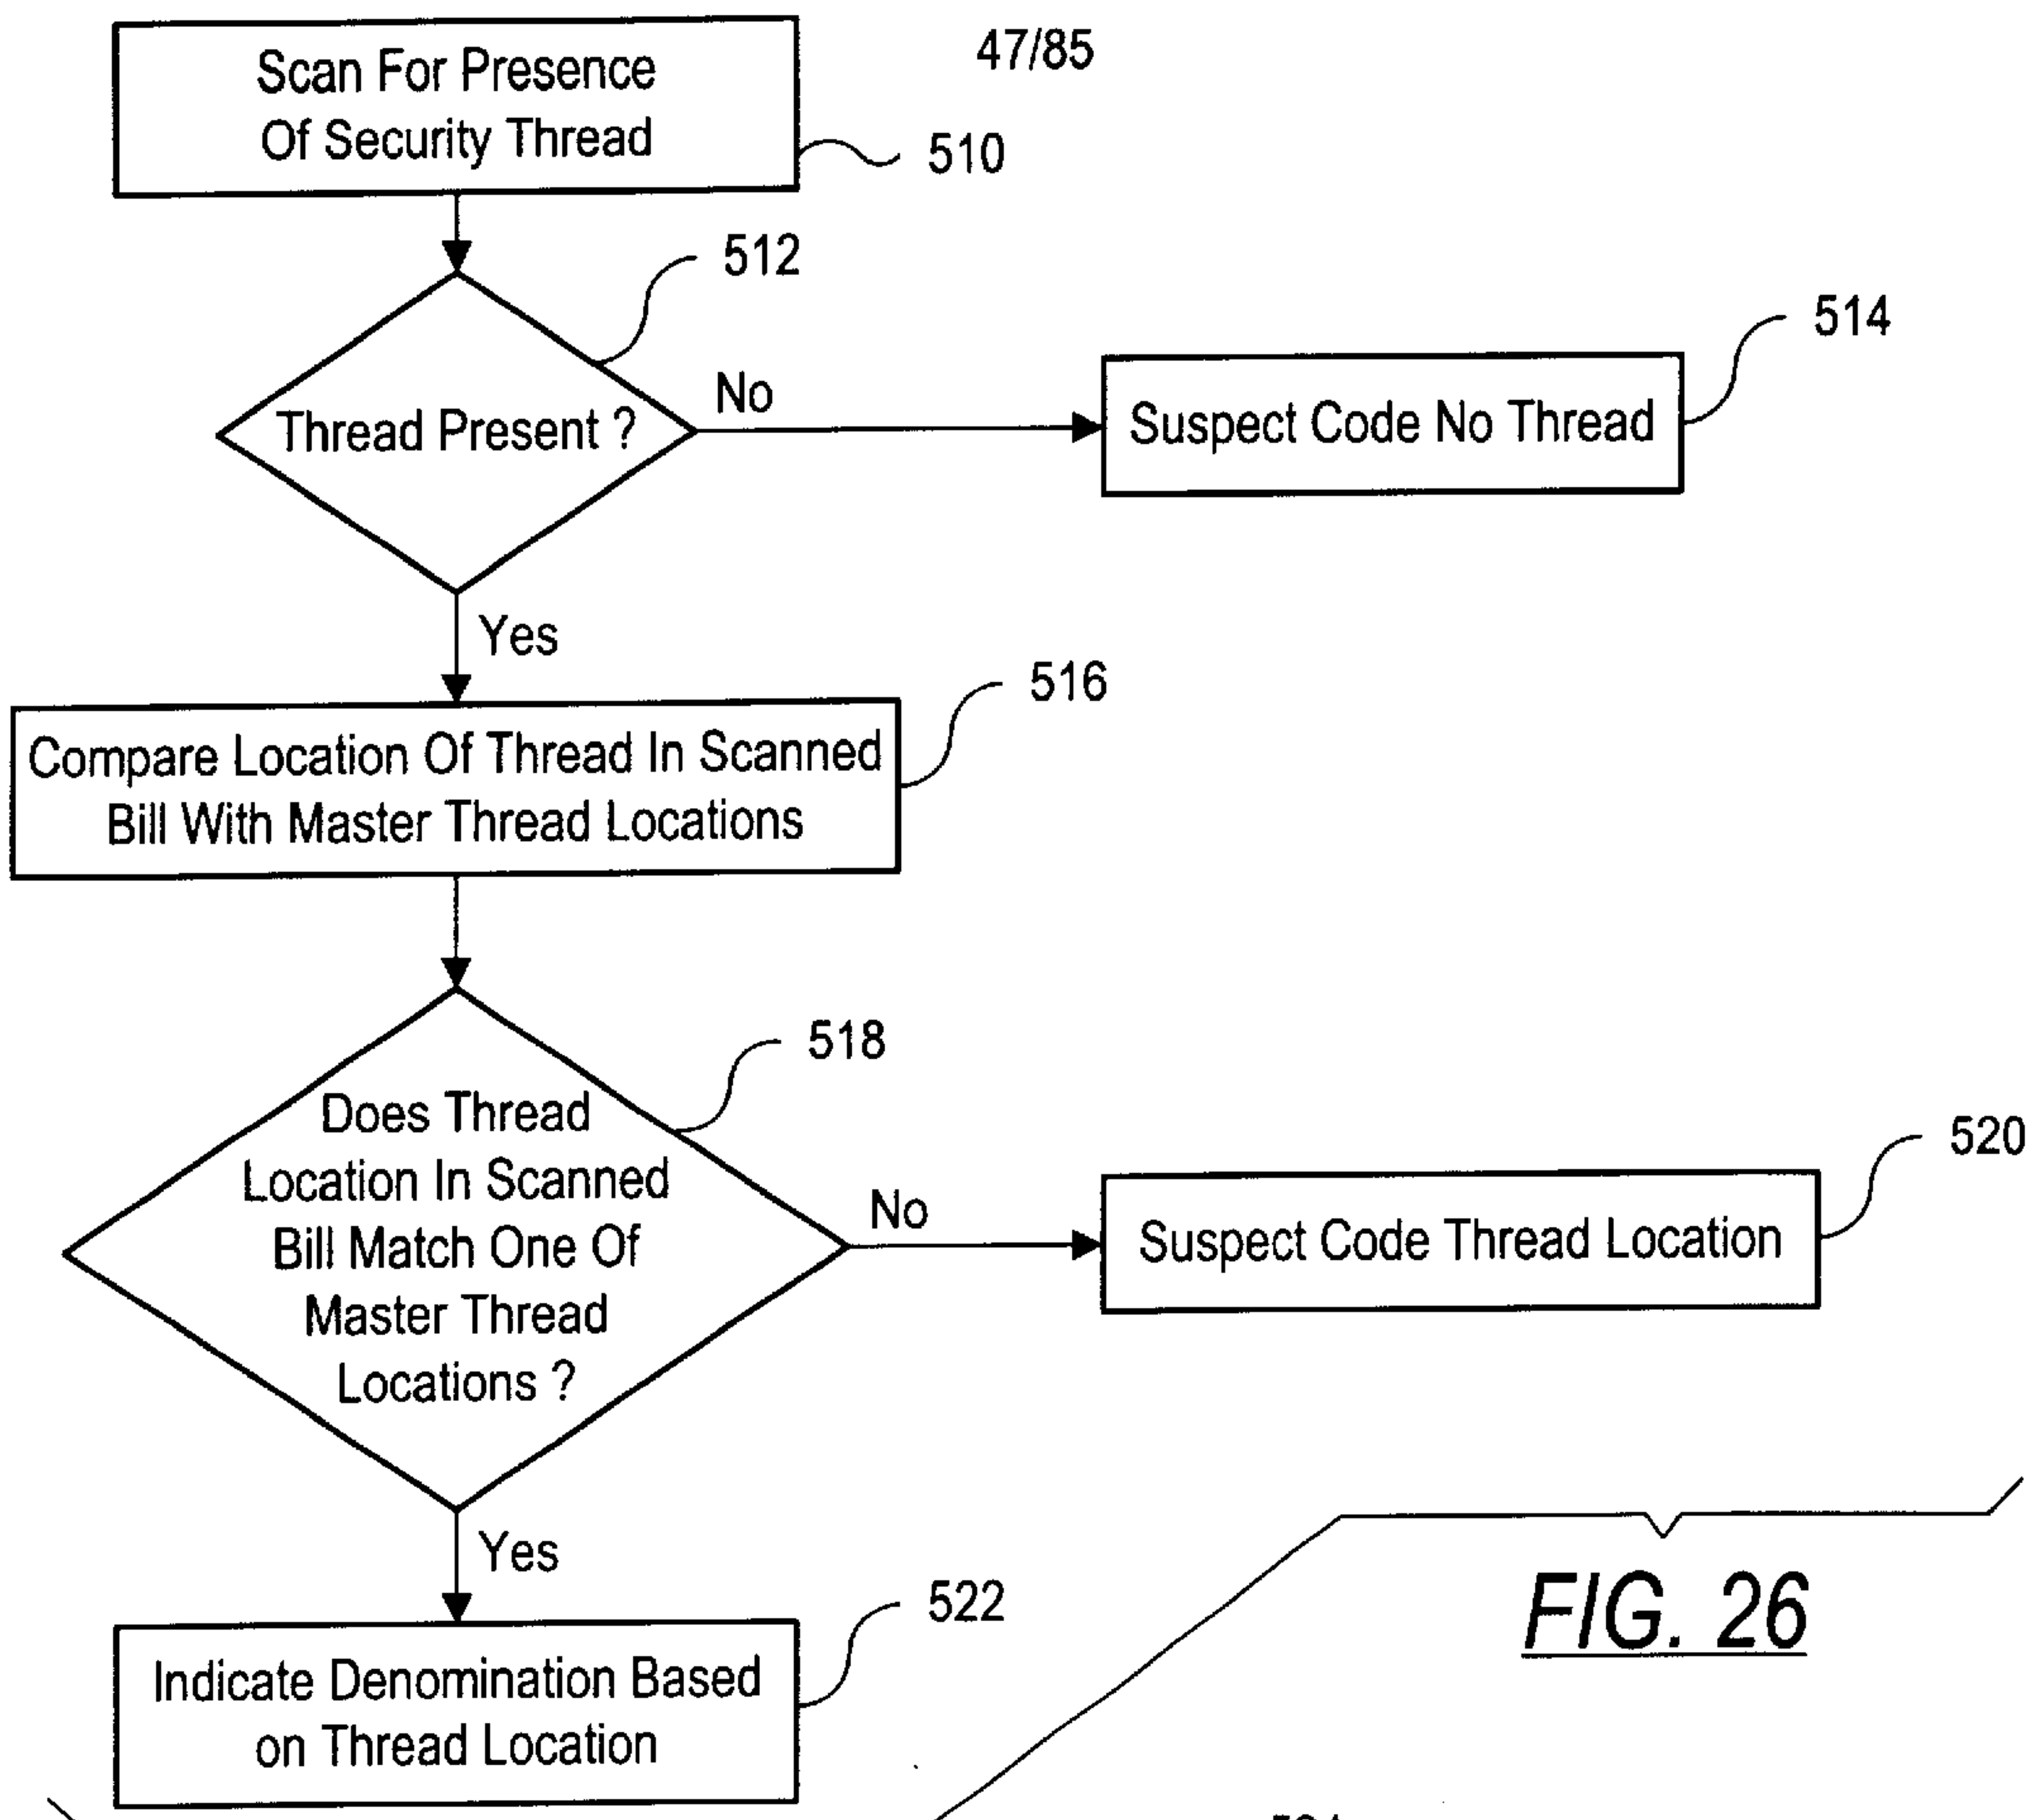 Scan For Presence
Of Security Thread
47/85
510
512
Thread Present ?
No
514
Suspect Code No Thread
Yes
516
Compare Location Of Thread In Scanned
Bill With Master Thread Locations
518
Does Thread
Location In Scanned
Bill Match One Of
Master Thread
Locations ?
No
520
Suspect Code Thread Location
Yes
522
Indicate Denomination Based
on Thread Location
FIG. 26